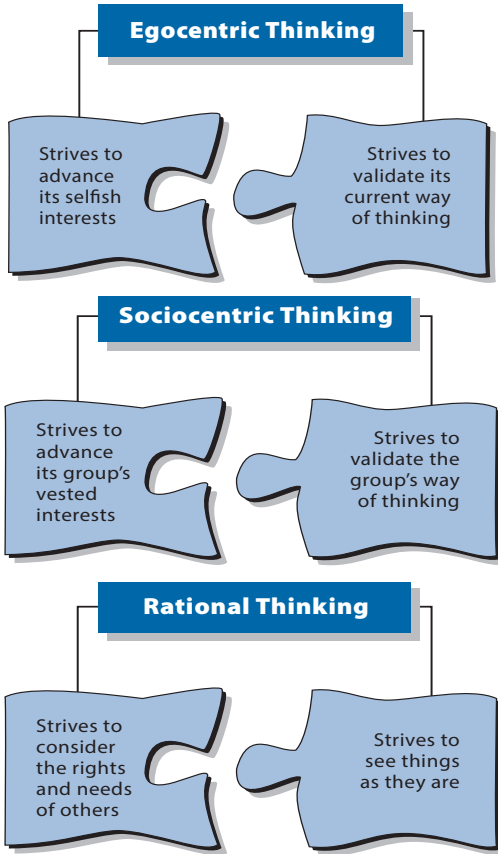 Egocentric Thinking
Strives to
advance
its selfish
interests
Strives to
validate its
current way
of thinking
Sociocentric Thinking
Strives to
advance
its group's
vested
interests
Strives to
validate the
group's way
of thinking
Rational Thinking
Strives to
consider
the rights
and needs
of others
Strives to
see things
as they are